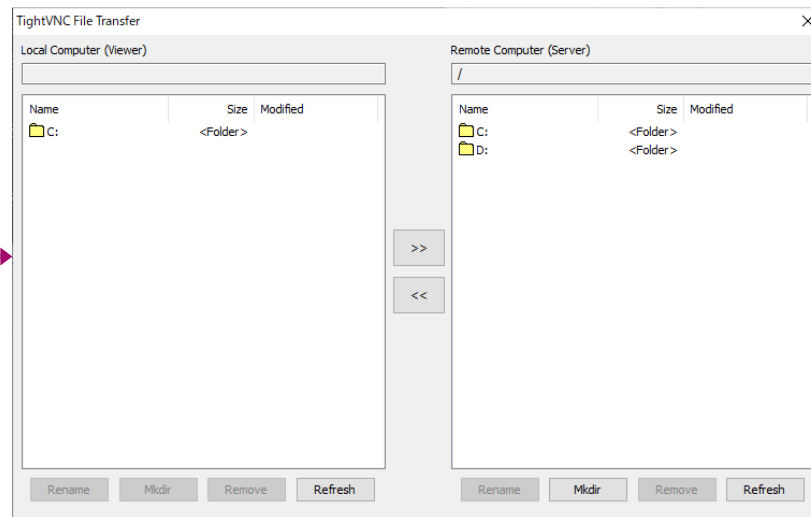 TightVNC File Transfer
Local Computer (Viewer)
Name Size Modified
C: <Folder>
Rename Mkdir Remove Refresh
>>
<<
Remote Computer (Server)
/
Name Size Modified
C: <Folder>
D: <Folder>
Rename Mkdir Remove Refresh